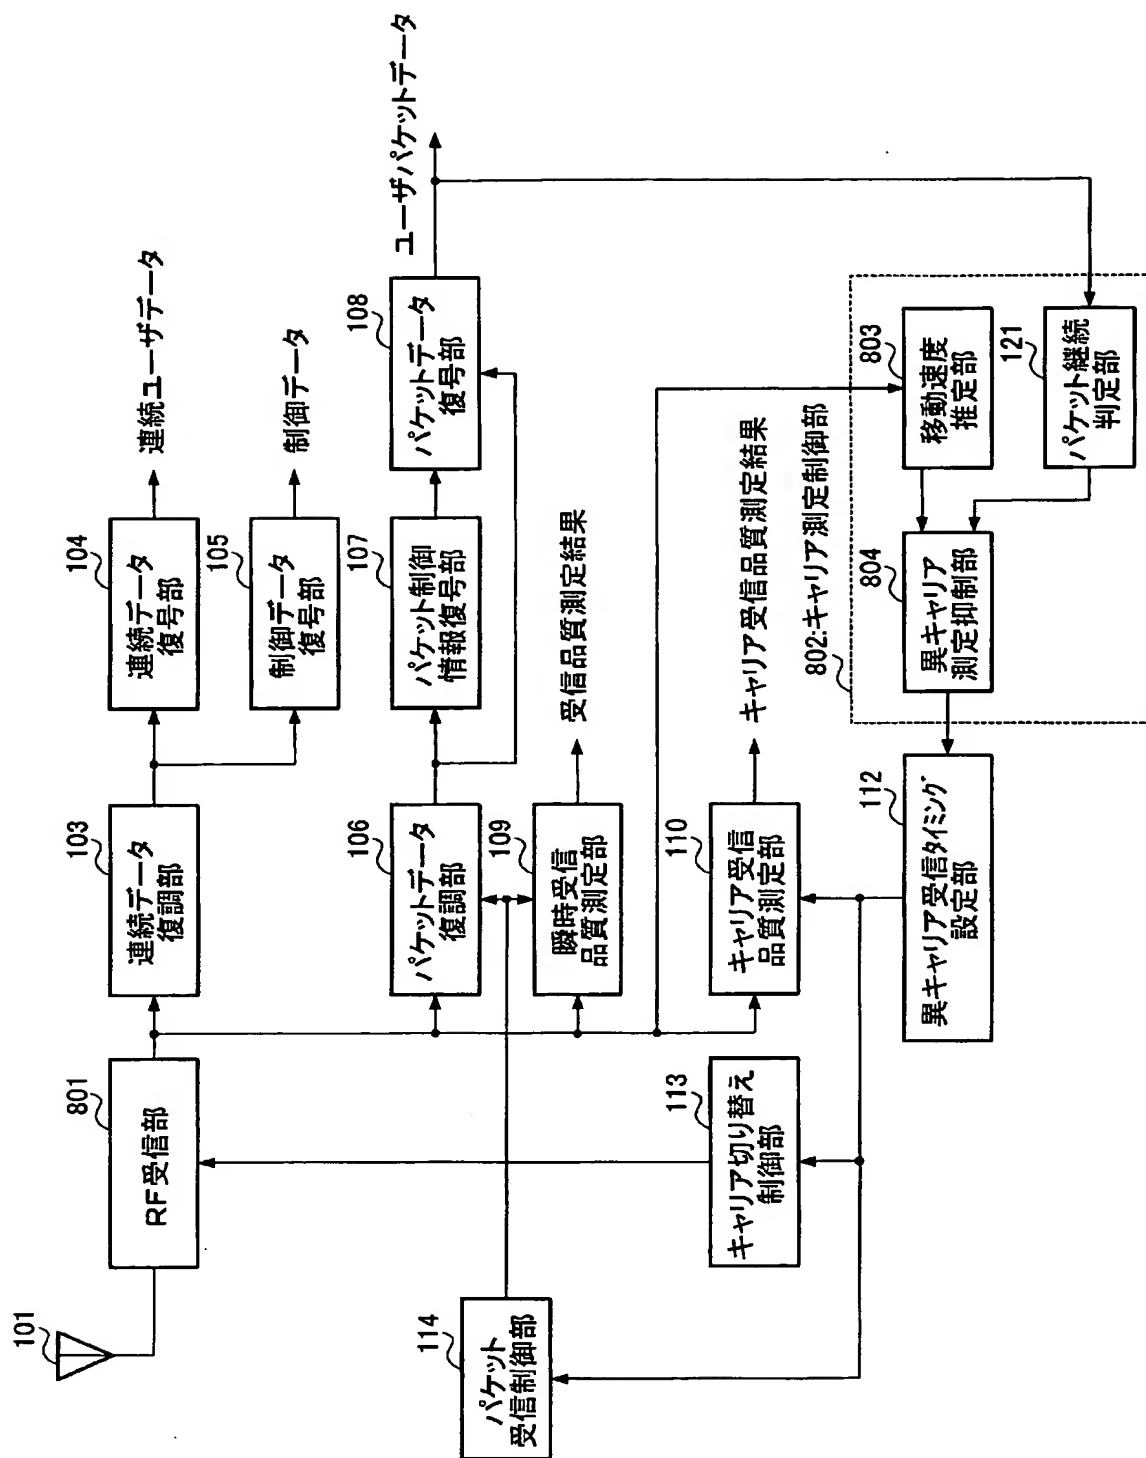 101
801
RF受信部
103
連続データ
復調部
104
連続データ
復号部
連続ユーザデータ
105
制御データ
復号部
制御データ
106
パケットデータ
復調部
107
パケット制御
情報復号部
108
パケットデータ
復号部
ユーザパケットデータ
109
瞬時受信
品質測定部
受信品質測定結果
114
パケット
受信制御部
113
キャリア切り替え
制御部
110
キャリア受信
品質測定部
キャリア受信品質測定結果
802:キャリア測定制御部
112
異キャリア受信タイミング
設定部
804
異キャリア
測定抑制部
803
移動速度
推定部
121
パケット継続
判定部